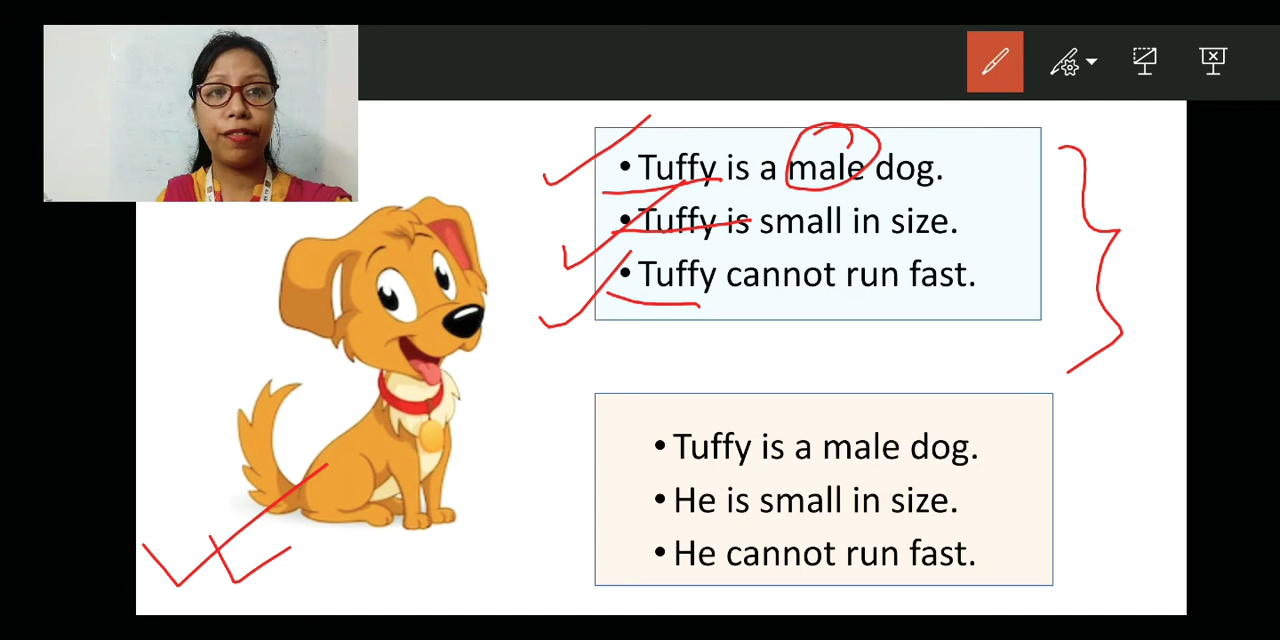 • Tuffy is a male dog.
• Tuffy is small in size.
• Tuffy cannot run fast.
• Tuffy is a male dog.
• He is small in size.
• He cannot run fast.